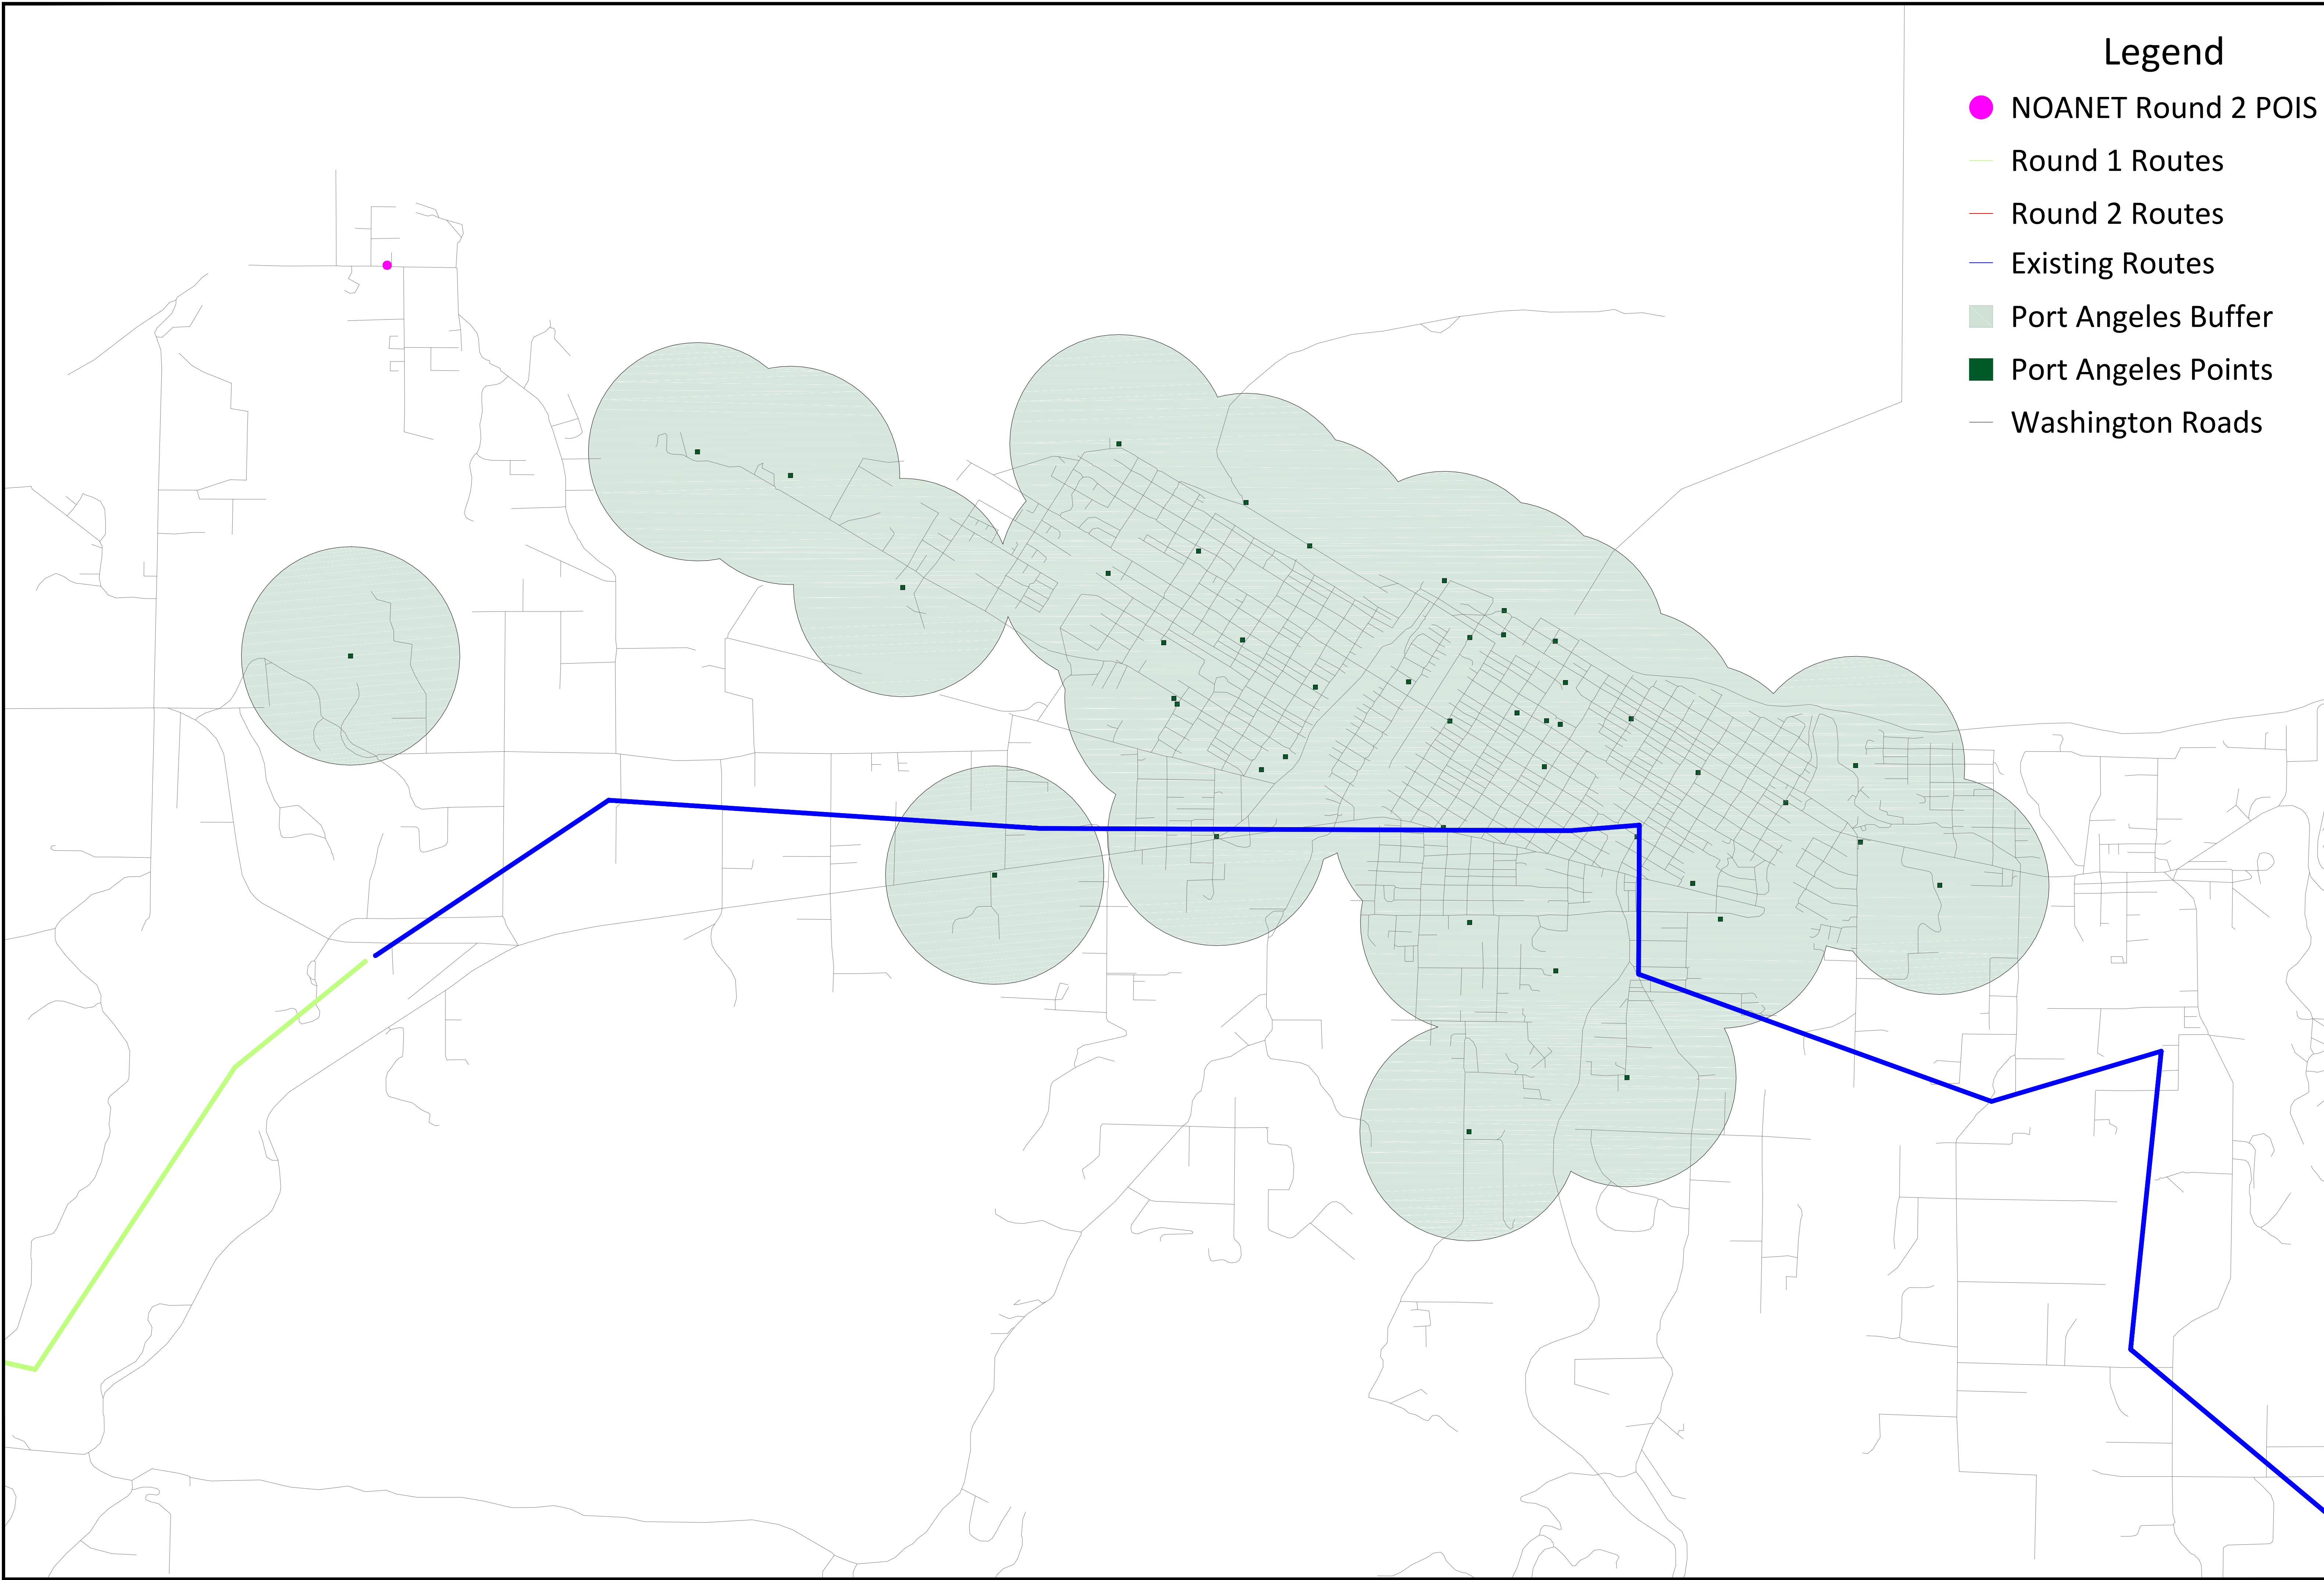 Legend
NOANET Round 2 POIS
Round 1 Routes
Round 2 Routes
Existing Routes
Port Angeles Buffer
Port Angeles Points
Washington Roads